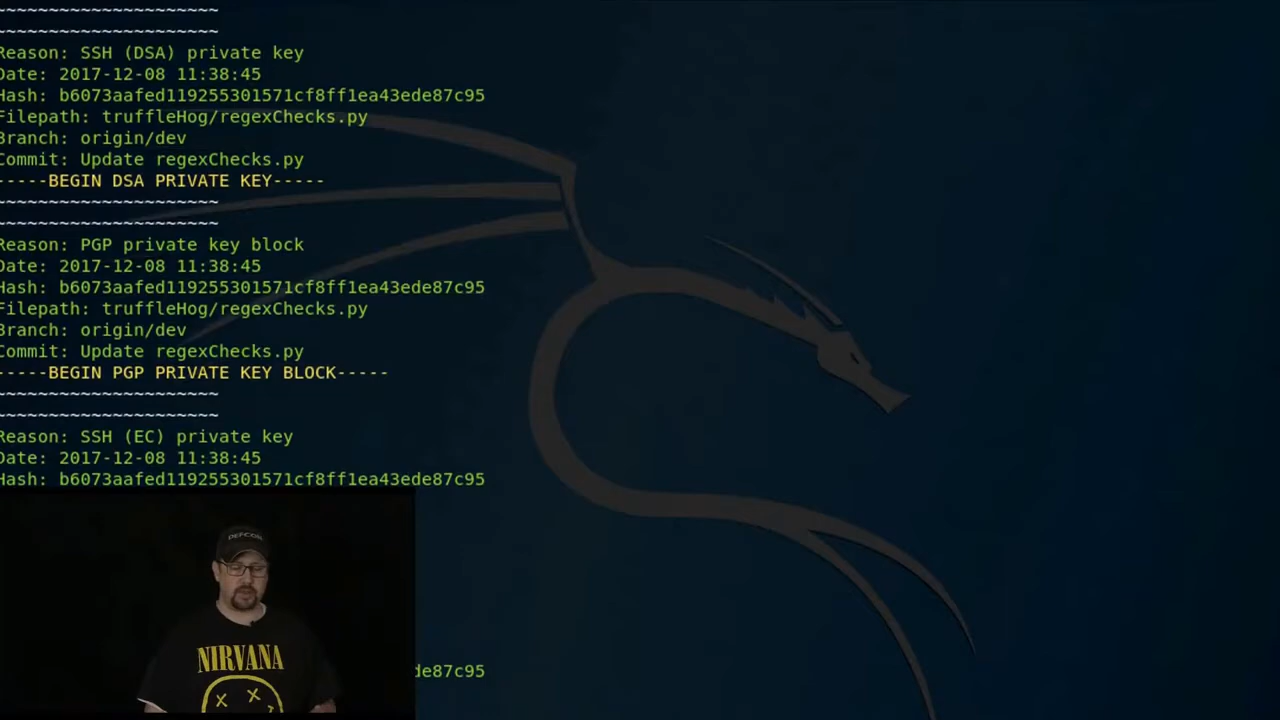 ~~~~~~~~~~~~~~~~~~~~~
~~~~~~~~~~~~~~~~~~~~~
Reason: SSH (DSA) private key
Date: 2017-12-08 11:38:45
Hash: b6073aafed119255301571cf8ff1ea43ede87c95
Filepath: truffleHog/regexChecks.py
Branch: origin/dev
Commit: Update regexChecks.py
-----BEGIN DSA PRIVATE KEY-----
~~~~~~~~~~~~~~~~~~~~~
~~~~~~~~~~~~~~~~~~~~~
Reason: PGP private key block
Date: 2017-12-08 11:38:45
Hash: b6073aafed119255301571cf8ff1ea43ede87c95
Filepath: truffleHog/regexChecks.py
Branch: origin/dev
Commit: Update regexChecks.py
-----BEGIN PGP PRIVATE KEY BLOCK-----
~~~~~~~~~~~~~~~~~~~~~
~~~~~~~~~~~~~~~~~~~~~
Reason: SSH (EC) private key
Date: 2017-12-08 11:38:45
Hash: b6073aafed119255301571cf8ff1ea43ede87c95
DEFCON
NIRVANA
de87c95